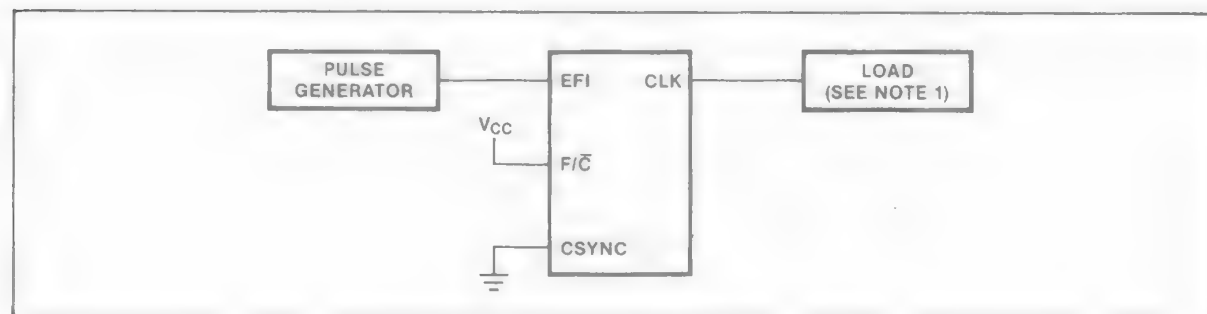 PULSE
GENERATOR
EFI
CLK
LOAD
(SEE NOTE 1)
VCC
F/C̅
CSYNC